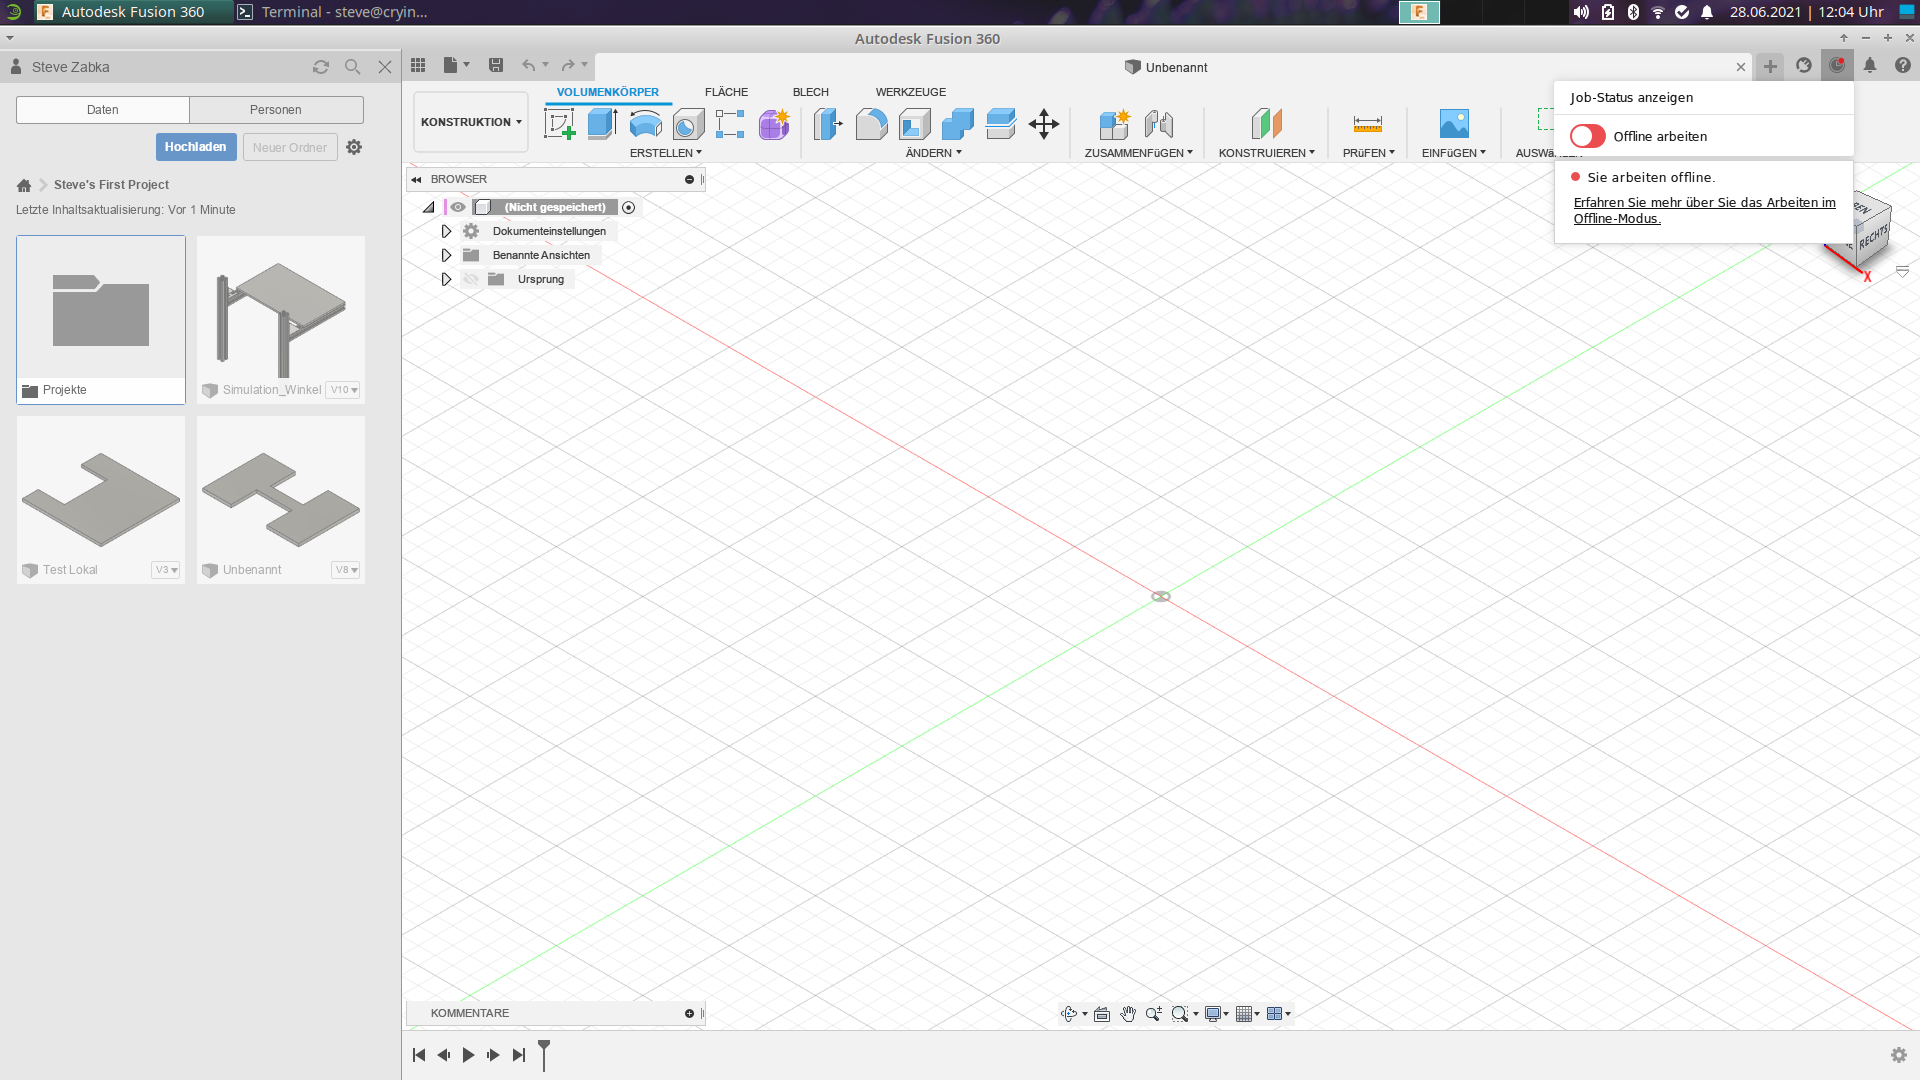 Autodesk Fusion 360
Terminal - steve@cryin...
28.06.2021 | 12:04 Uhr
Autodesk Fusion 360
Steve Zabka
Unbenannt
Daten
Personen
Hochladen
Neuer Ordner
Steve's First Project
Letzte Inhaltsaktualisierung: Vor 1 Minute
Projekte
Simulation_Winkel
V10
Test Lokal
V3
Unbenannt
V8
KONSTRUKTION
VOLUMENKÖRPER
FLÄCHE
BLECH
WERKZEUGE
ERSTELLEN
ÄNDERN
ZUSAMMENFüGEN
KONSTRUIEREN
PRüFEN
EINFüGEN
Job-Status anzeigen
Offline arbeiten
Sie arbeiten offline.
Erfahren Sie mehr über Sie das Arbeiten im
Offline-Modus.
RECHTS
X
BROWSER
(Nicht gespeichert)
Dokumenteinstellungen
Benannte Ansichten
Ursprung
KOMMENTARE